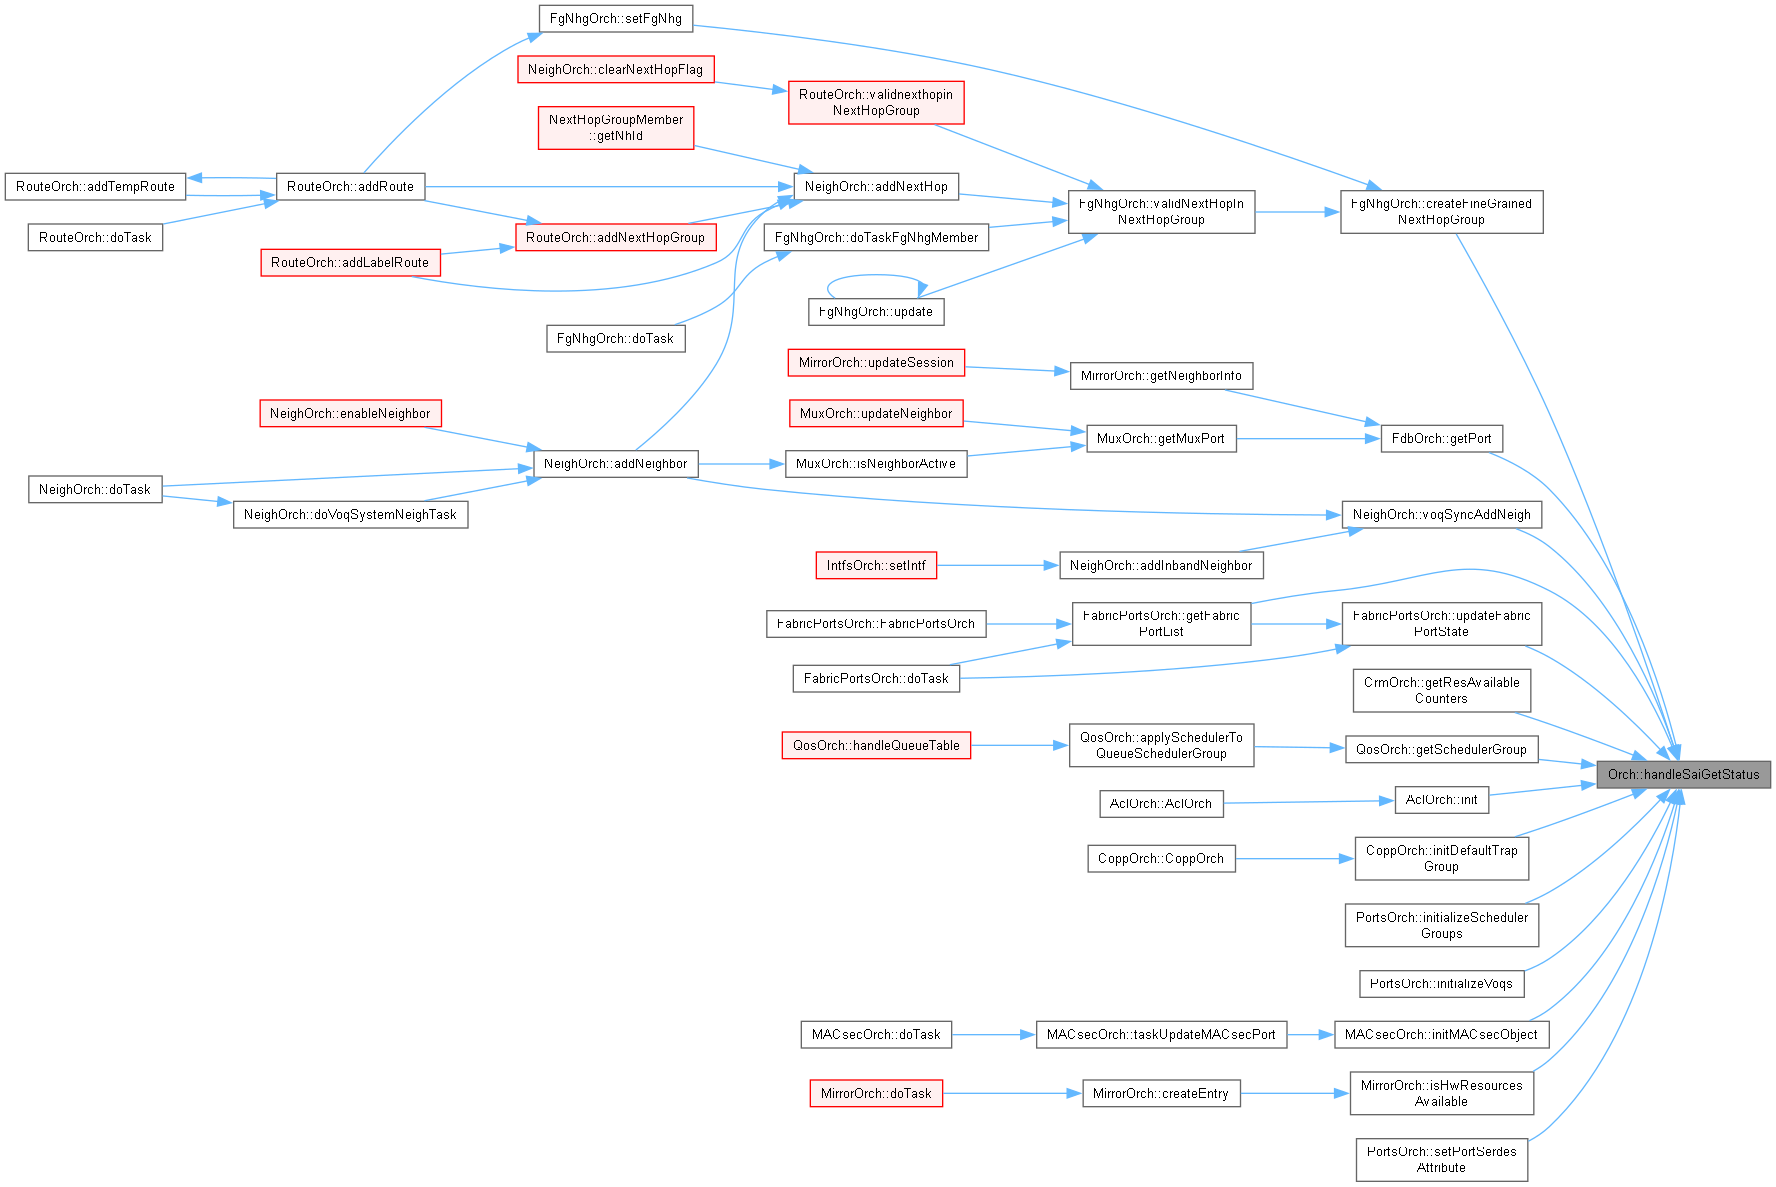 FgNhgOrch::setFgNhg
NeighOrch::clearNextHopFlag
RouteOrch::validnexthopin
NextHopGroup
NextHopGroupMember
::getNhId
RouteOrch::addTempRoute
RouteOrch::addRoute
NeighOrch::addNextHop
FgNhgOrch::validNextHopIn
NextHopGroup
FgNhgOrch::createFineGrained
NextHopGroup
RouteOrch::doTask
RouteOrch::addNextHopGroup
FgNhgOrch::doTaskFgNhgMember
RouteOrch::addLabelRoute
FgNhgOrch::update
FgNhgOrch::doTask
MirrorOrch::updateSession
MirrorOrch::getNeighborInfo
NeighOrch::enableNeighbor
MuxOrch::updateNeighbor
MuxOrch::getMuxPort
FdbOrch::getPort
NeighOrch::addNeighbor
MuxOrch::isNeighborActive
NeighOrch::doTask
NeighOrch::doVoqSystemNeighTask
NeighOrch::voqSyncAddNeigh
IntfsOrch::setIntf
NeighOrch::addInbandNeighbor
FabricPortsOrch::FabricPortsOrch
FabricPortsOrch::getFabric
PortList
FabricPortsOrch::updateFabric
PortState
FabricPortsOrch::doTask
CrmOrch::getResAvailable
Counters
QosOrch::handleQueueTable
QosOrch::applySchedulerTo
QueueSchedulerGroup
QosOrch::getSchedulerGroup
Orch::handleSaiGetStatus
AclOrch::AclOrch
AclOrch::init
CoppOrch::CoppOrch
CoppOrch::initDefaultTrap
Group
PortsOrch::initializeScheduler
Groups
PortsOrch::initializeVoqs
MACsecOrch::doTask
MACsecOrch::taskUpdateMACsecPort
MACsecOrch::initMACsecObject
MirrorOrch::doTask
MirrorOrch::createEntry
MirrorOrch::isHwResources
Available
PortsOrch::setPortSerdes
Attribute